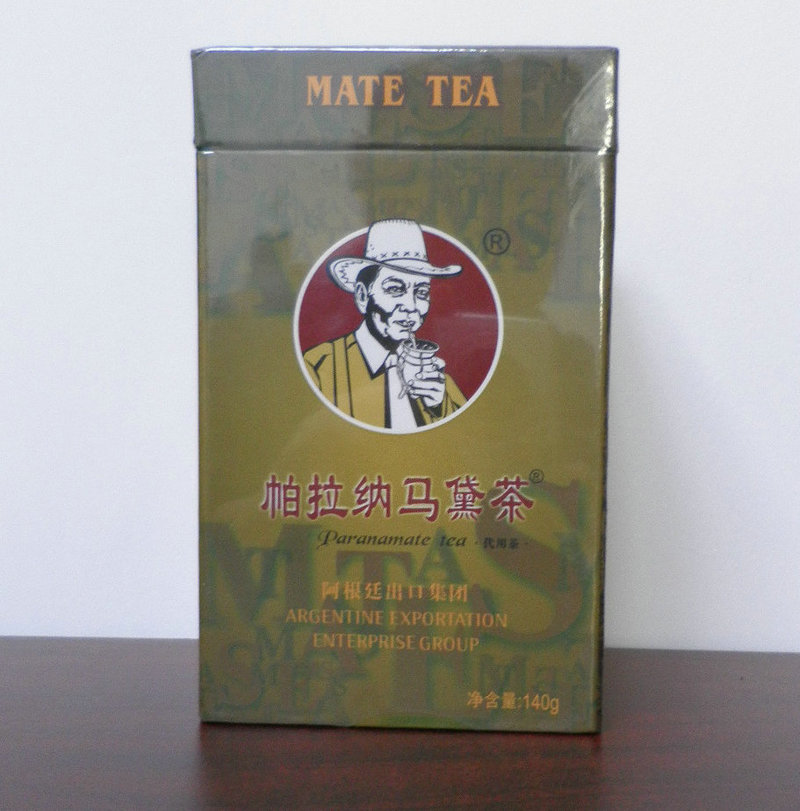 MATE TEA
®
帕拉纳马黛茶®
Paranamate tea ·代用茶·
阿根廷出口集团
ARGENTINE EXPORTATION
ENTERPRISE GROUP
净含量:140g